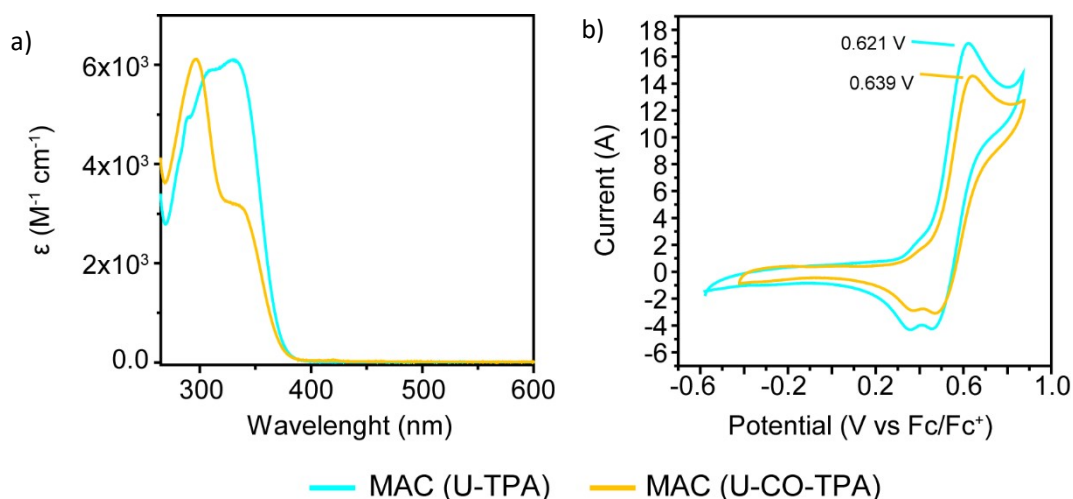 a)
ε (M⁻¹ cm⁻¹)
6x10³
4x10³
2x10³
0.0
300 400 500 600
Wavelenght (nm)
b)
Current (A)
18
16
14
12
10
8
6
4
2
0
-2
-4
-6
0.621 V
0.639 V
-0.6 -0.2 0.2 0.6 1.0
Potential (V vs Fc/Fc⁺)
MAC (U-TPA) MAC (U-CO-TPA)